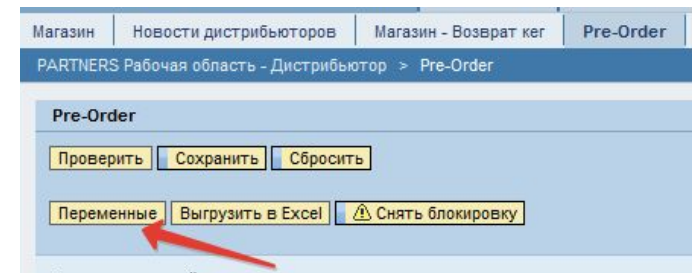 Магазин Новости дистрибьюторов Магазин - Возврат кег Pre-Order
PARTNERS Рабочая область - Дистрибьютор > Pre-Order
Pre-Order
Проверить Сохранить Сбросить
Переменные Выгрузить в Excel Снять блокировку